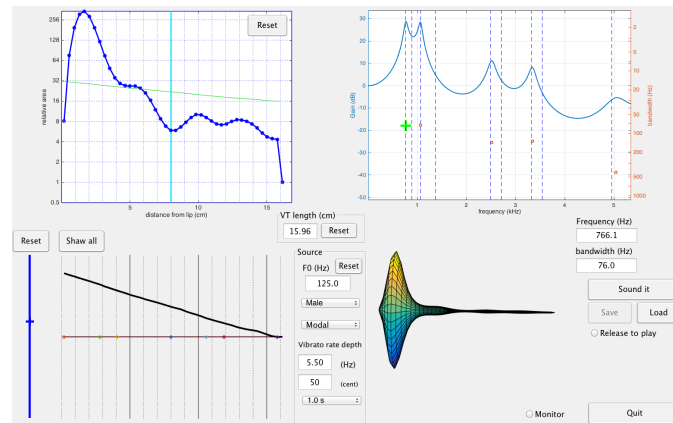 256
128
64
32
16
8
4
2
1
0.5
relative area
0
5
10
15
distance from lip (cm)
Reset
30
20
10
0
-10
-20
-30
-40
-50
Gain (dB)
1
2
3
4
5
frequency (kHz)
2
5
10
20
50
100
200
500
1000
bandwidth (Hz)
VT length (cm)
15.96
Reset
Frequency (Hz)
766.1
bandwidth (Hz)
76.0
Reset
Shaw all
Source
F0 (Hz)
Reset
125.0
Male
Modal
Vibrato rate depth
5.50
(Hz)
50
(cent)
1.0 s
Sound it
Save
Load
Release to play
Monitor
Quit